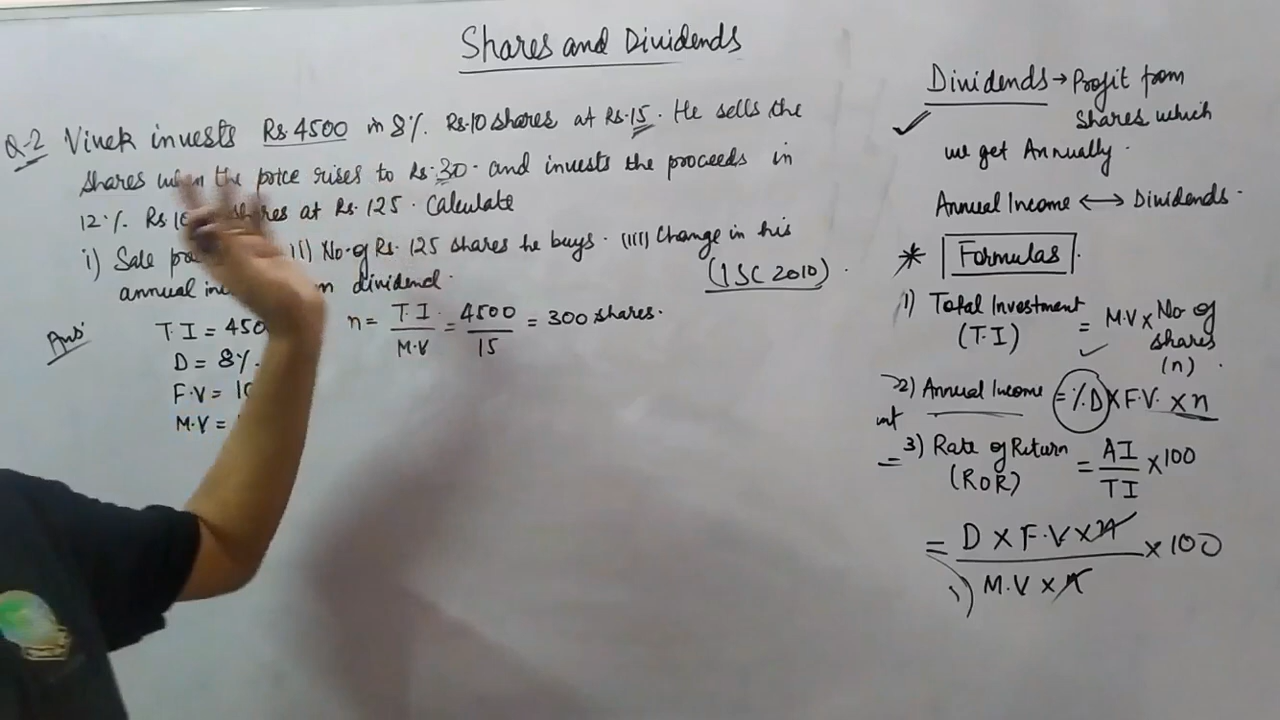 Shares and Dividends
Q-2 Vivek invests Rs. 4500 in 8%. Rs.10 shares at Rs.15. He sells the
shares when the price rises to Rs.30. and invests the proceeds in
12%. Rs at Rs. 125. Calculate
i) Sale ii) No. of Rs. 125 shares he buys. (iii) Change in his
annual dividend.
(ISC 2010).
Ans:
T.I = 450
D = 8%.
F.V = 10
M.V =
n = T.I / M.V = 4500 / 15 = 300 shares.
Dividends → Profit from
shares which
we get Annually.
Annual Income ↔ Dividends.
* Formulas
1) Total Investment (T.I) = M.V × No of shares (n).
2) Annual Income = %D × F.V. × n
3) Rate of Return (ROR) = AI / TI × 100
= D × F.V × n / M.V × n × 100